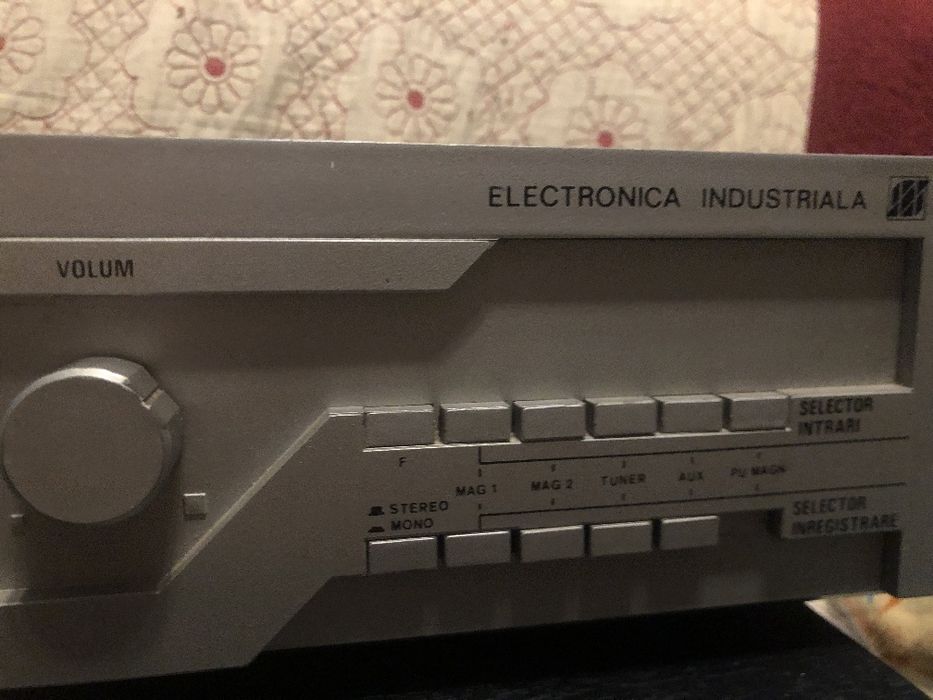 ELECTRONICA INDUSTRIALA
VOLUM
SELECTOR
INTRARI
F
MAG 1 MAG 2 TUNER AUX PU MAGN
STEREO
MONO
SELECTOR
INREGISTRARE